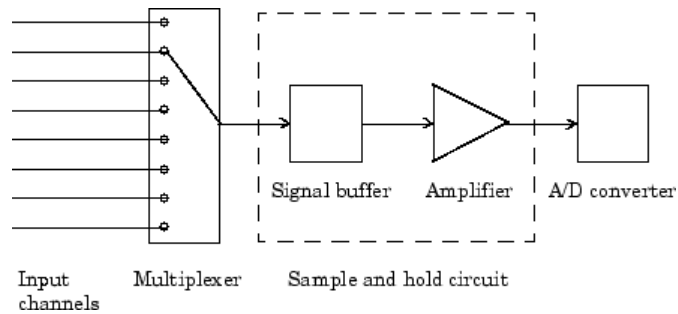 Signal buffer
Amplifier
A/D converter
Input
channels
Multiplexer
Sample and hold circuit